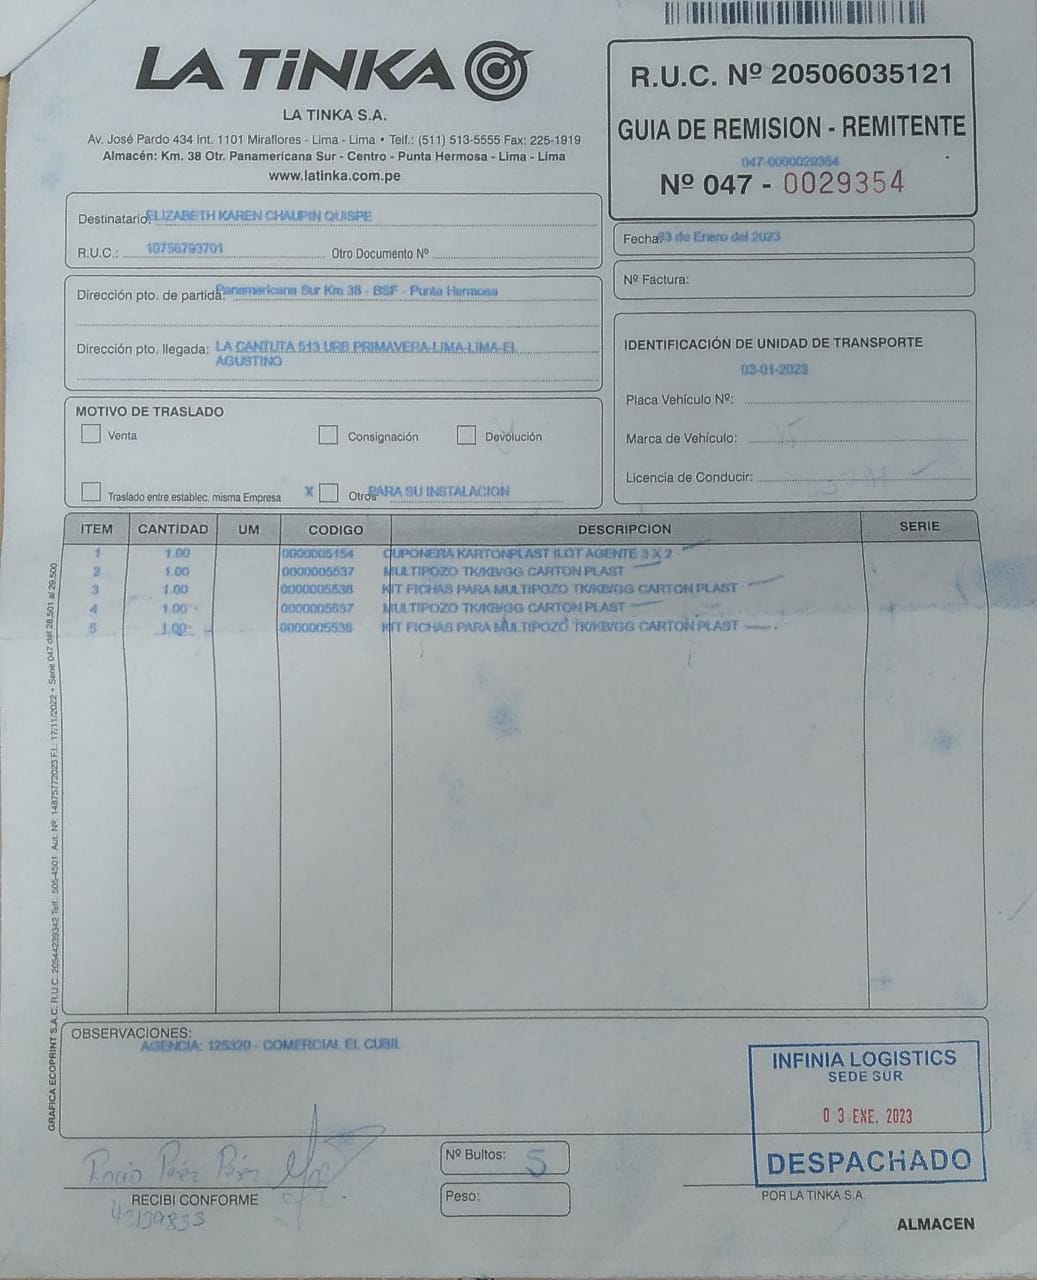 LA TiNKA
LA TINKA S.A.
Av. José Pardo 434 Int. 1101 Miraflores - Lima - Lima • Telf.: (511) 513-5555 Fax: 225-1919
Almacén: Km. 38 Otr. Panamericana Sur - Centro - Punta Hermosa - Lima - Lima
www.latinka.com.pe
R.U.C. Nº 20506035121
GUIA DE REMISION - REMITENTE
047-0000029354
Nº 047 - 0029354
Destinatario: ELIZABETH KAREN CHAUPIN QUISPE
R.U.C.: 10756793701 Otro Documento Nº
Fecha: 03 de Enero del 2023
Nº Factura:
Dirección pto. de partida: Panamericana Sur Km 38 - BSF - Punta Hermosa
Dirección pto. llegada: LA CANTUTA 513 URB PRIMAVERA-LIMA-LIMA-EL
AGUSTINO
IDENTIFICACIÓN DE UNIDAD DE TRANSPORTE
03-01-2023
Placa Vehículo Nº:
Marca de Vehículo:
Licencia de Conducir:
MOTIVO DE TRASLADO
Venta Consignación Devolución
Traslado entre establec. misma Empresa X Otros PARA SU INSTALACION
ITEM CANTIDAD UM CODIGO DESCRIPCION SERIE
1 1.00 0000005154 CUPONERA KARTONPLAST ILOT AGENTE 3 X 2
2 1.00 0000005537 MULTIPOZO TK/KB/GG CARTON PLAST
3 1.00 0000005538 KIT FICHAS PARA MULTIPOZO TK/KB/GG CARTON PLAST
4 1.00 0000005537 MULTIPOZO TK/KB/GG CARTON PLAST
5 1.00 0000005538 KIT FICHAS PARA MULTIPOZO TK/KB/GG CARTON PLAST
GRAFICA ECOPRINT S.A.C. R.U.C. 20544239342 Telf.: 505-4501 Aut. Nº 14875772023 F.I.: 17/11/2022 • Serie 047 del 28,501 al 29,500
OBSERVACIONES:
AGENCIA: 125320 - COMERCIAL EL CUBIL
INFINIA LOGISTICS
SEDE SUR
03 ENE. 2023
DESPACHADO
Rocio Pérez Pérez
RECIBI CONFORME
42139833
Nº Bultos: 5
Peso:
POR LA TINKA S.A.
ALMACEN